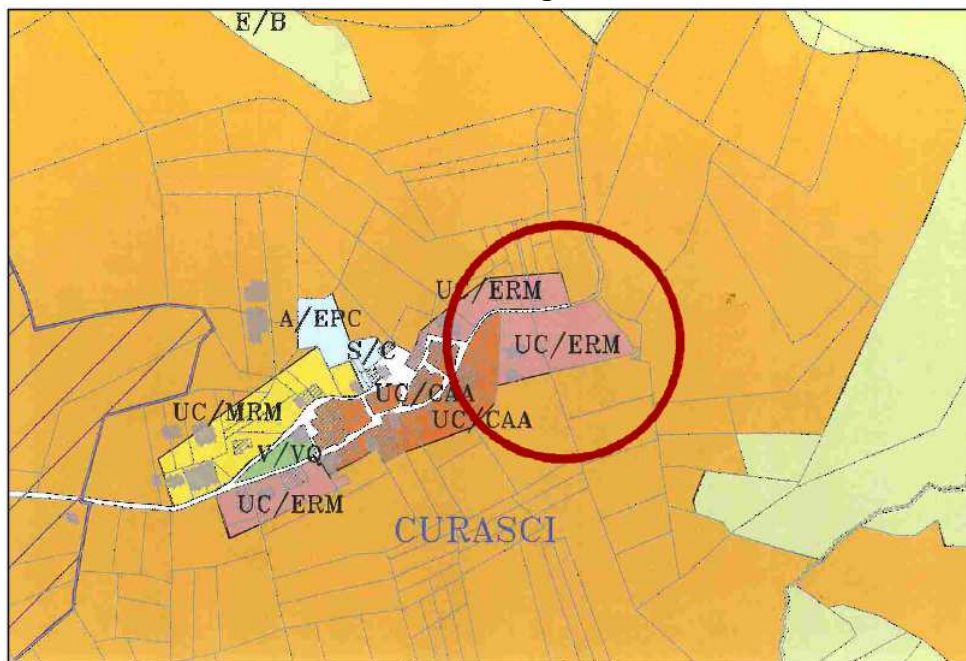 E/B
UC/ERM
A/EPC
S/C
UC/ERM
UC/CAA
UC/MRM
UC/CAA
V/VQ
UC/ERM
CURASCI